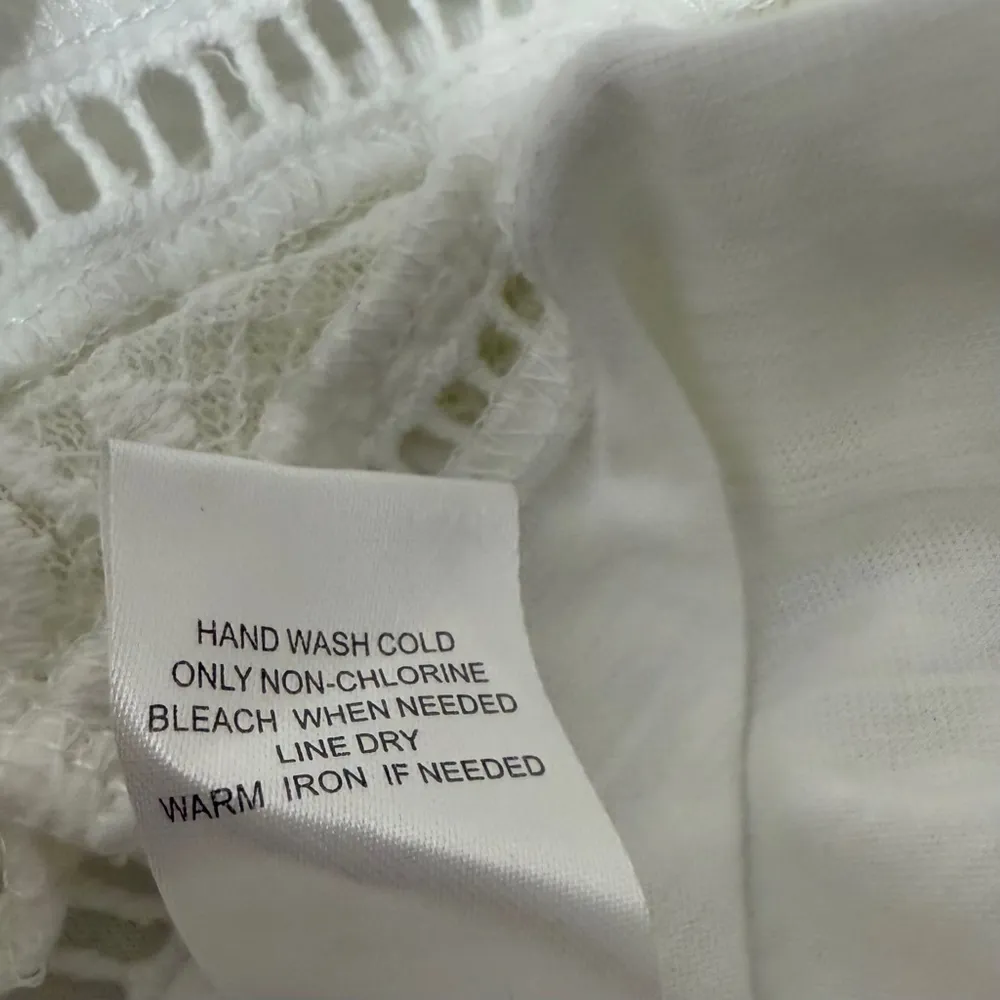 HAND WASH COLD
ONLY NON-CHLORINE
BLEACH WHEN NEEDED
LINE DRY
WARM IRON IF NEEDED